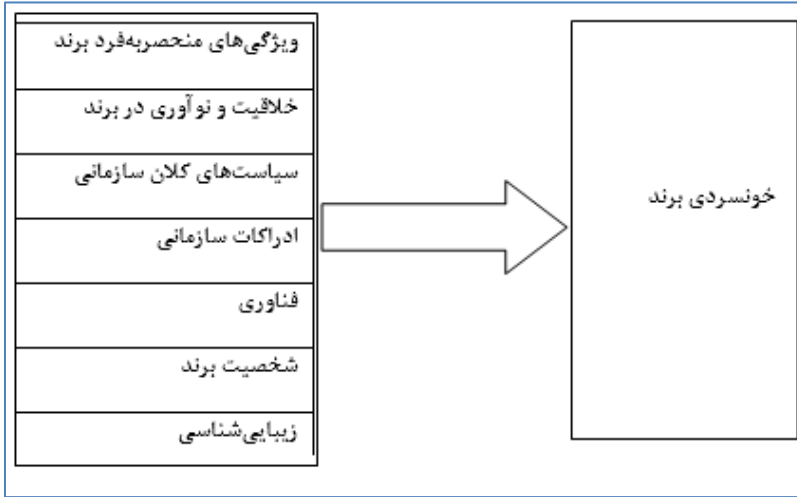 ویژگی‌های منحصربه‌فرد برند
خلاقیت و نوآوری در برند
سیاست‌های کلان سازمانی
ادراکات سازمانی
فناوری
شخصیت برند
زیبایی‌شناسی
خونسردی برند